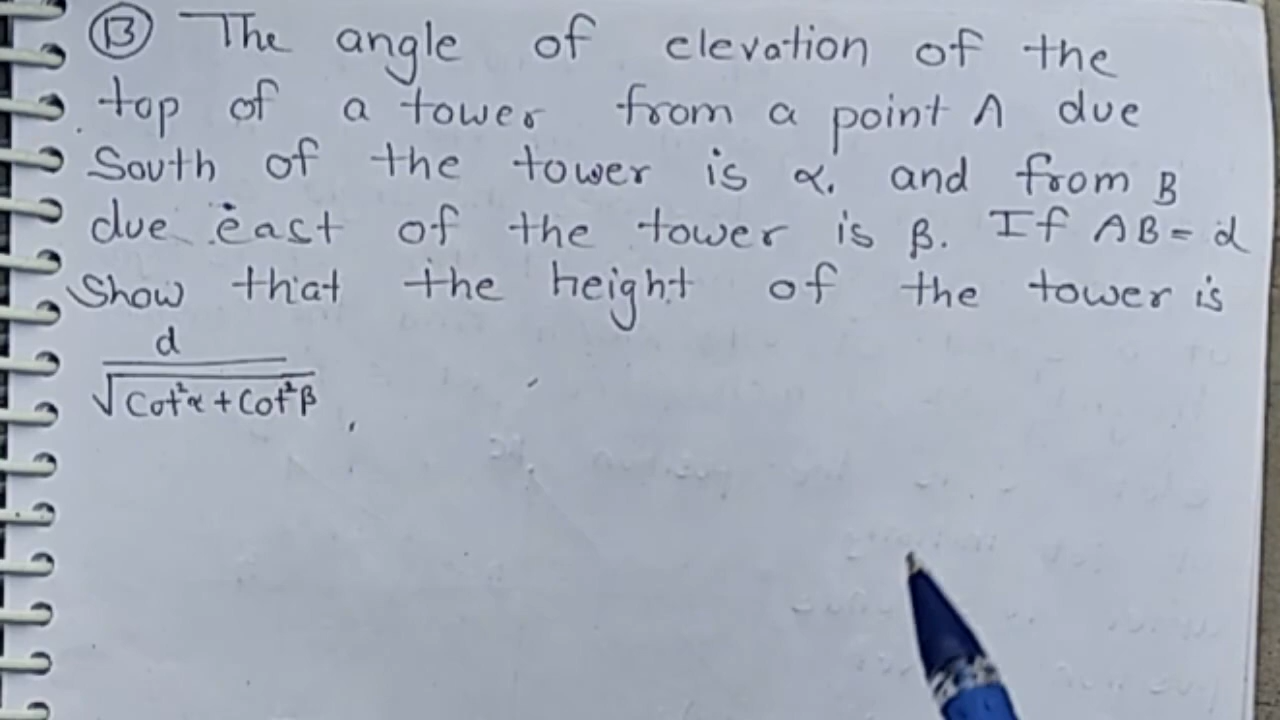 ⑬ The angle of elevation of the
top of a tower from a point A due
South of the tower is α. and from B
due east of the tower is β. If AB = d
Show that the height of the tower is
d
√Cot²α + Cot²β